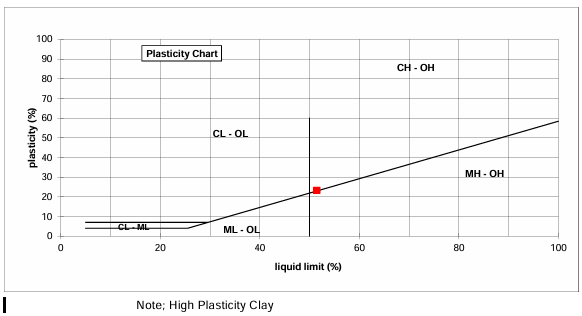 Plasticity Chart
100
90
80
70
60
50
40
30
20
10
0
plasticity (%)
CH - OH
CL - OL
MH - OH
CL - ML
ML - OL
0 20 40 60 80 100
liquid limit (%)
Note; High Plasticity Clay